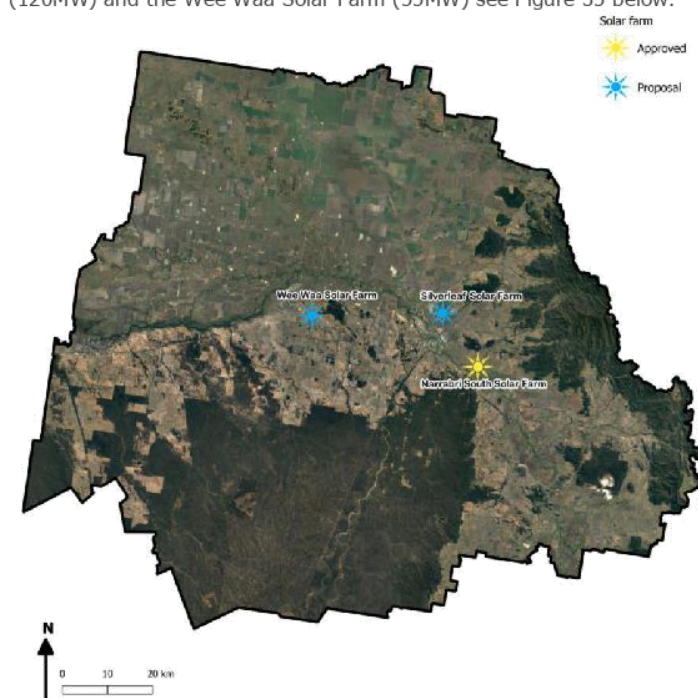 (120MW) and the Wee Waa Solar Farm (55MW) see Figure 35 below.
Solar farm
Approved
Proposal
Wee Waa Solar Farm
Silverleaf Solar Farm
Narrabri South Solar Farm
N
0 10 20 km